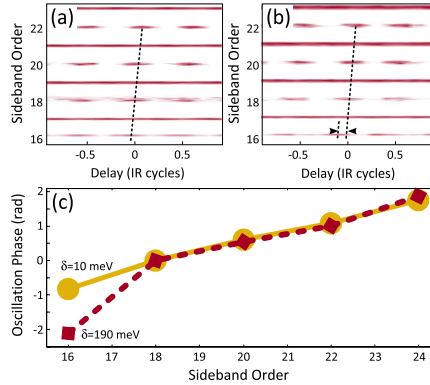 (a)
(b)
Sideband Order
22
20
18
16
Sideband Order
22
20
18
16
-0.5
0
0.5
-0.5
0
0.5
Delay (IR cycles)
Delay (IR cycles)
(c)
Oscillation Phase (rad)
2
1
0
-1
-2
δ=10 meV
δ=190 meV
16
17
18
19
20
21
22
23
24
Sideband Order